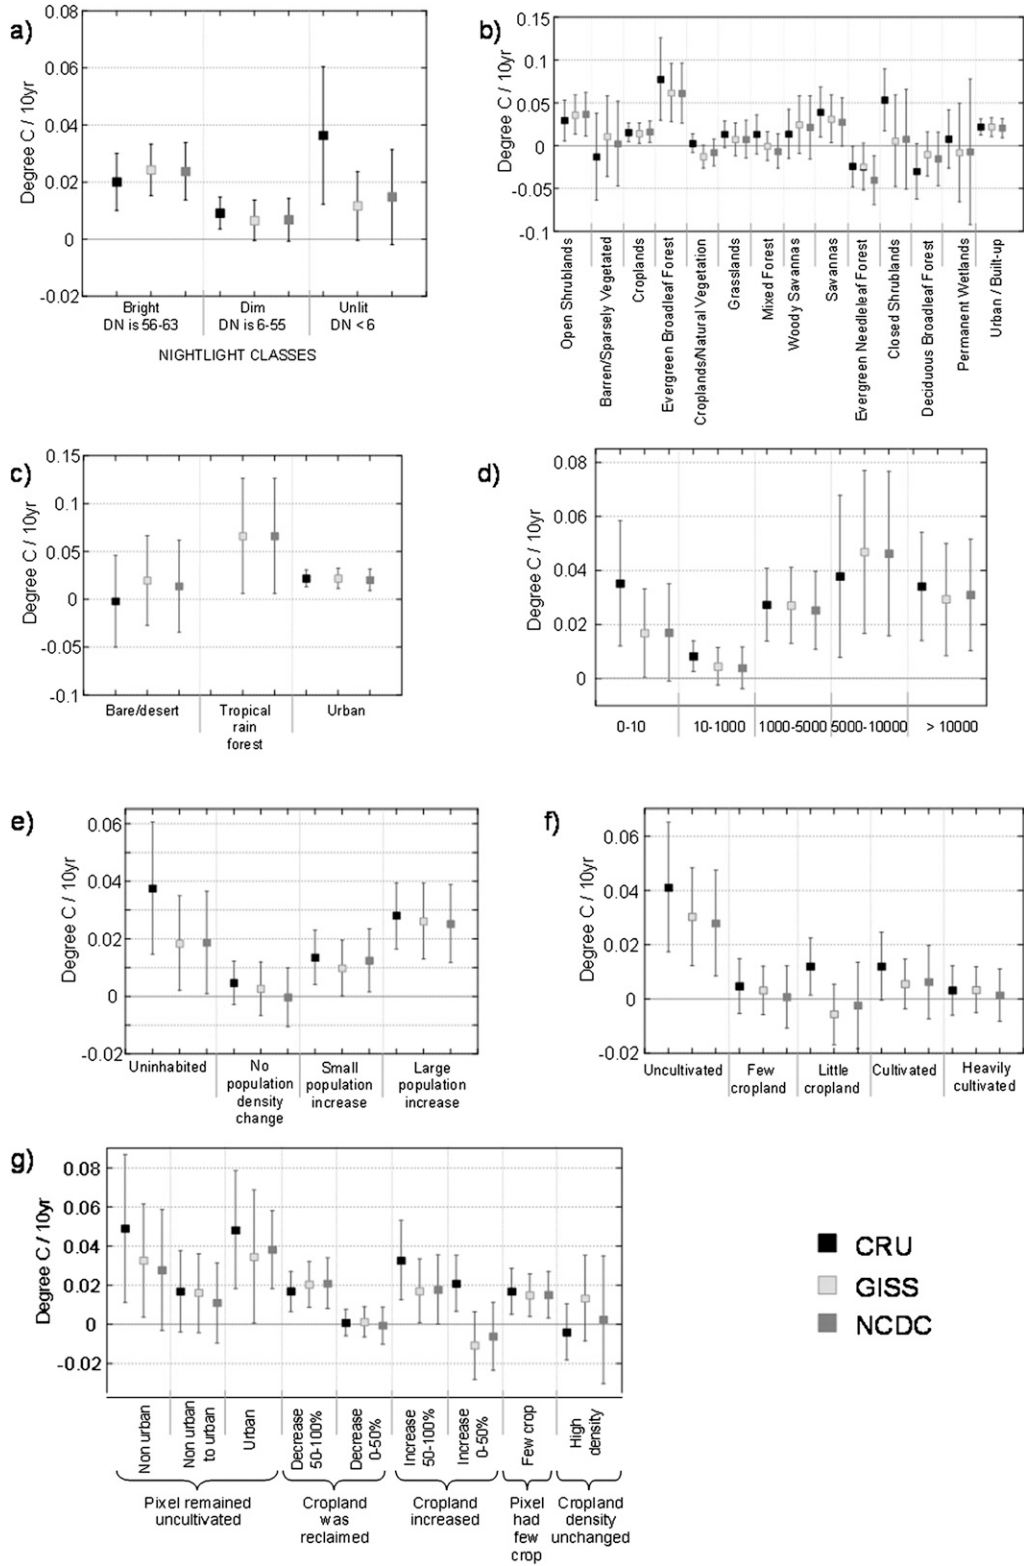 a)
Degree C / 10yr
0.08
0.06
0.04
0.02
0
-0.02
Bright
DN is 56-63
Dim
DN is 6-55
Unlit
DN < 6
NIGHTLIGHT CLASSES
b)
Degree C / 10yr
0.15
0.1
0.05
0
-0.05
-0.1
Open Shrublands
Barren/Sparsely Vegetated
Croplands
Evergreen Broadleaf Forest
Croplands/Natural Vegetation
Grasslands
Mixed Forest
Woody Savannas
Savannas
Evergreen Needleleaf Forest
Closed Shrublands
Deciduous Broadleaf Forest
Permanent Wetlands
Urban / Built-up
c)
Degree C / 10yr
0.15
0.1
0.05
0
-0.05
-0.1
Bare/desert
Tropical
rain
forest
Urban
d)
Degree C / 10yr
0.08
0.06
0.04
0.02
0
0-10
10-1000
1000-5000
5000-10000
> 10000
e)
Degree C / 10yr
0.06
0.04
0.02
0
-0.02
Uninhabited
No
population
density
change
Small
population
increase
Large
population
increase
f)
Degree C / 10yr
0.06
0.04
0.02
0
-0.02
Uncultivated
Few
cropland
Little
cropland
Cultivated
Heavily
cultivated
g)
Degree C / 10yr
0.08
0.06
0.04
0.02
0
-0.02
Non urban
Non urban
to urban
Urban
Decrease
50-100%
Decrease
0-50%
Increase
50-100%
Increase
0-50%
Few crop
High
density
Pixel remained
uncultivated
Cropland
was
reclaimed
Cropland
increased
Pixel
had
few
crop
Cropland
density
unchanged
CRU
GISS
NCDC